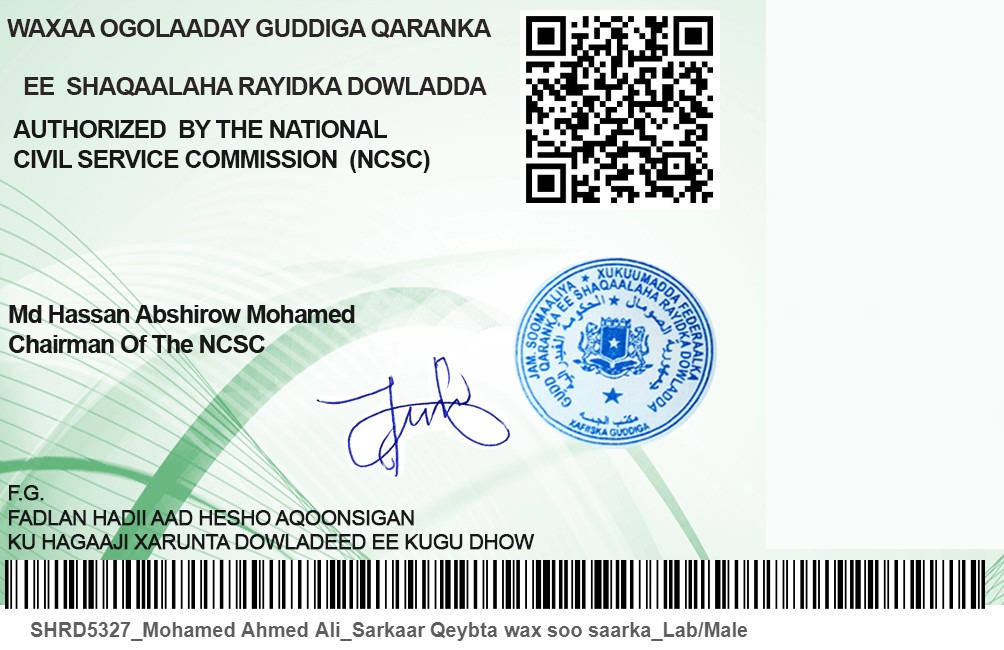 WAXAA OGOLAADAY GUDDIGA QARANKA
EE SHAQAALAHA RAYIDKA DOWLADDA
AUTHORIZED BY THE NATIONAL
CIVIL SERVICE COMMISSION (NCSC)
Md Hassan Abshirow Mohamed
Chairman Of The NCSC
JAM. SOOMAALIYA ★ XUKUUMADDA FEDERAALKA
GUDD QARANKA EE SHAQAALAHA RAYIDKA DOWLADDA
XAFIISKA GUDDIGA
F.G.
FADLAN HADII AAD HESHO AQOONSIGAN
KU HAGAAJI XARUNTA DOWLADEED EE KUGU DHOW
SHRD5327_Mohamed Ahmed Ali_Sarkaar Qeybta wax soo saarka_Lab/Male